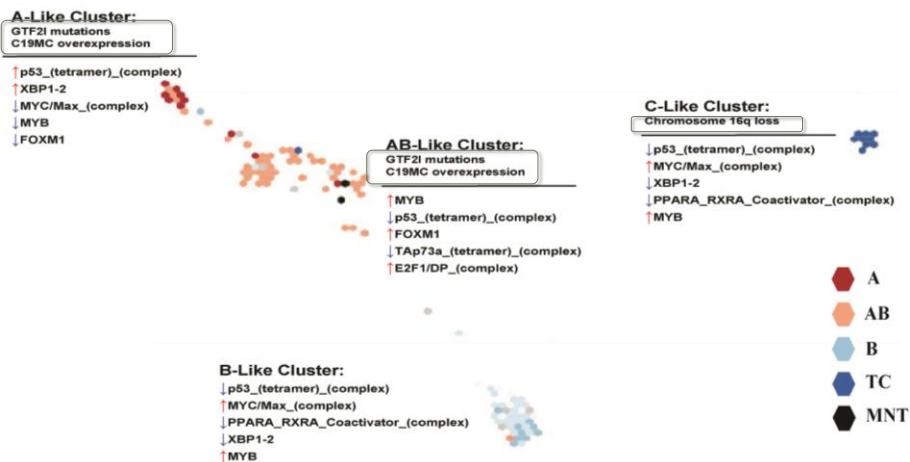 A-Like Cluster:
GTF2I mutations
C19MC overexpression
↑p53_(tetramer)_(complex)
↑XBP1-2
↓MYC/Max_(complex)
↓MYB
↓FOXM1
AB-Like Cluster:
GTF2I mutations
C19MC overexpression
↑MYB
↓p53_(tetramer)_(complex)
↑FOXM1
↓TAp73a_(tetramer)_(complex)
↑E2F1/DP_(complex)
C-Like Cluster:
Chromosome 16q loss
↓p53_(tetramer)_(complex)
↑MYC/Max_(complex)
↓XBP1-2
↓PPARA_RXRA_Coactivator_(complex)
↑MYB
B-Like Cluster:
↓p53_(tetramer)_(complex)
↑MYC/Max_(complex)
↓PPARA_RXRA_Coactivator_(complex)
↓XBP1-2
↑MYB
A
AB
B
TC
MNT